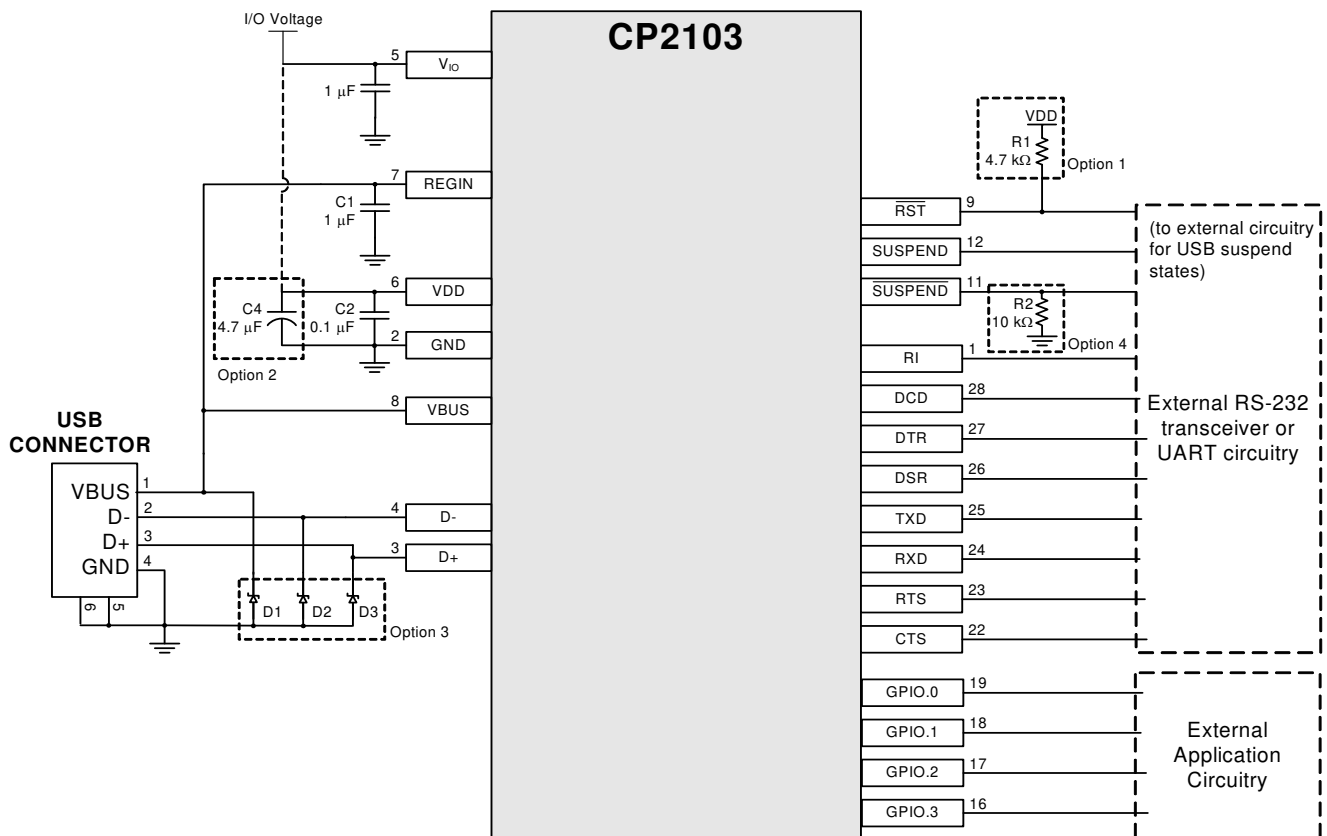 I/O Voltage
CP2103
5
VIO
1 μF
7
REGIN
C1
1 μF
6
VDD
C4
4.7 μF
C2
0.1 μF
2
GND
Option 2
8
VBUS
USB
CONNECTOR
VBUS
1
D-
2
D+
3
GND
4
6
5
4
D-
3
D+
D1
D2
D3
Option 3
VDD
R1
4.7 kΩ
Option 1
RST
9
SUSPEND
12
SUSPEND
11
R2
10 kΩ
Option 4
RI
1
DCD
28
DTR
27
DSR
26
TXD
25
RXD
24
RTS
23
CTS
22
(to external circuitry
for USB suspend
states)
External RS-232
transceiver or
UART circuitry
GPIO.0
19
GPIO.1
18
GPIO.2
17
GPIO.3
16
External
Application
Circuitry